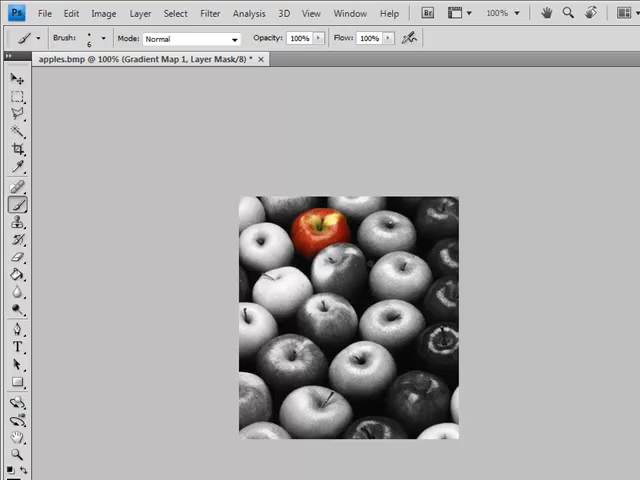 Ps File Edit Image Layer Select Filter Analysis 3D View Window Help Br 100%
Brush: 6 Mode: Normal Opacity: 100% Flow: 100%
apples.bmp @ 100% (Gradient Map 1, Layer Mask/8) *
T